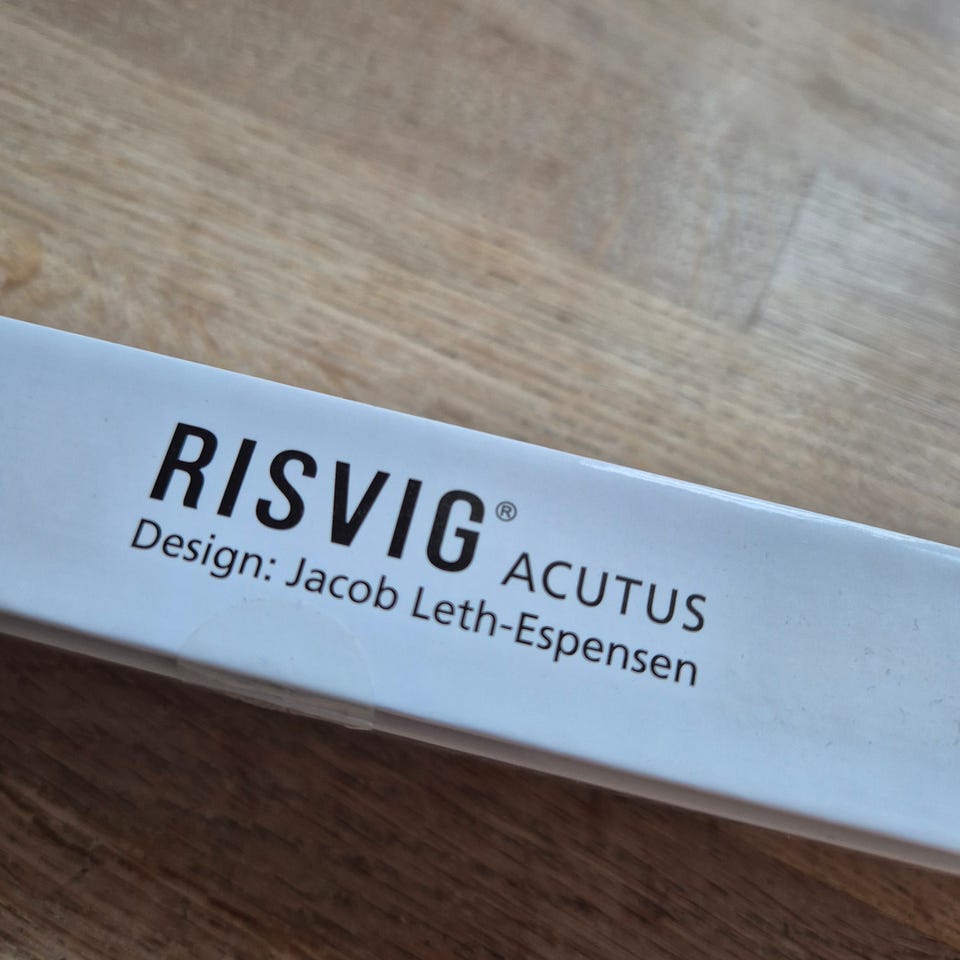 RISVIG® ACUTUS
Design: Jacob Leth-Espensen